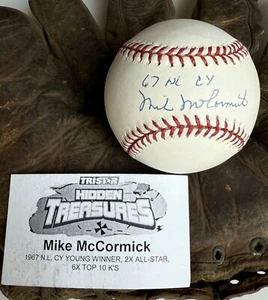 67 NL CY
Mike McCormick
TRISTAR
HIDDEN
TREASURES
Mike McCormick
1967 N.L. CY YOUNG WINNER, 2X ALL-STAR,
6X TOP 10 K'S